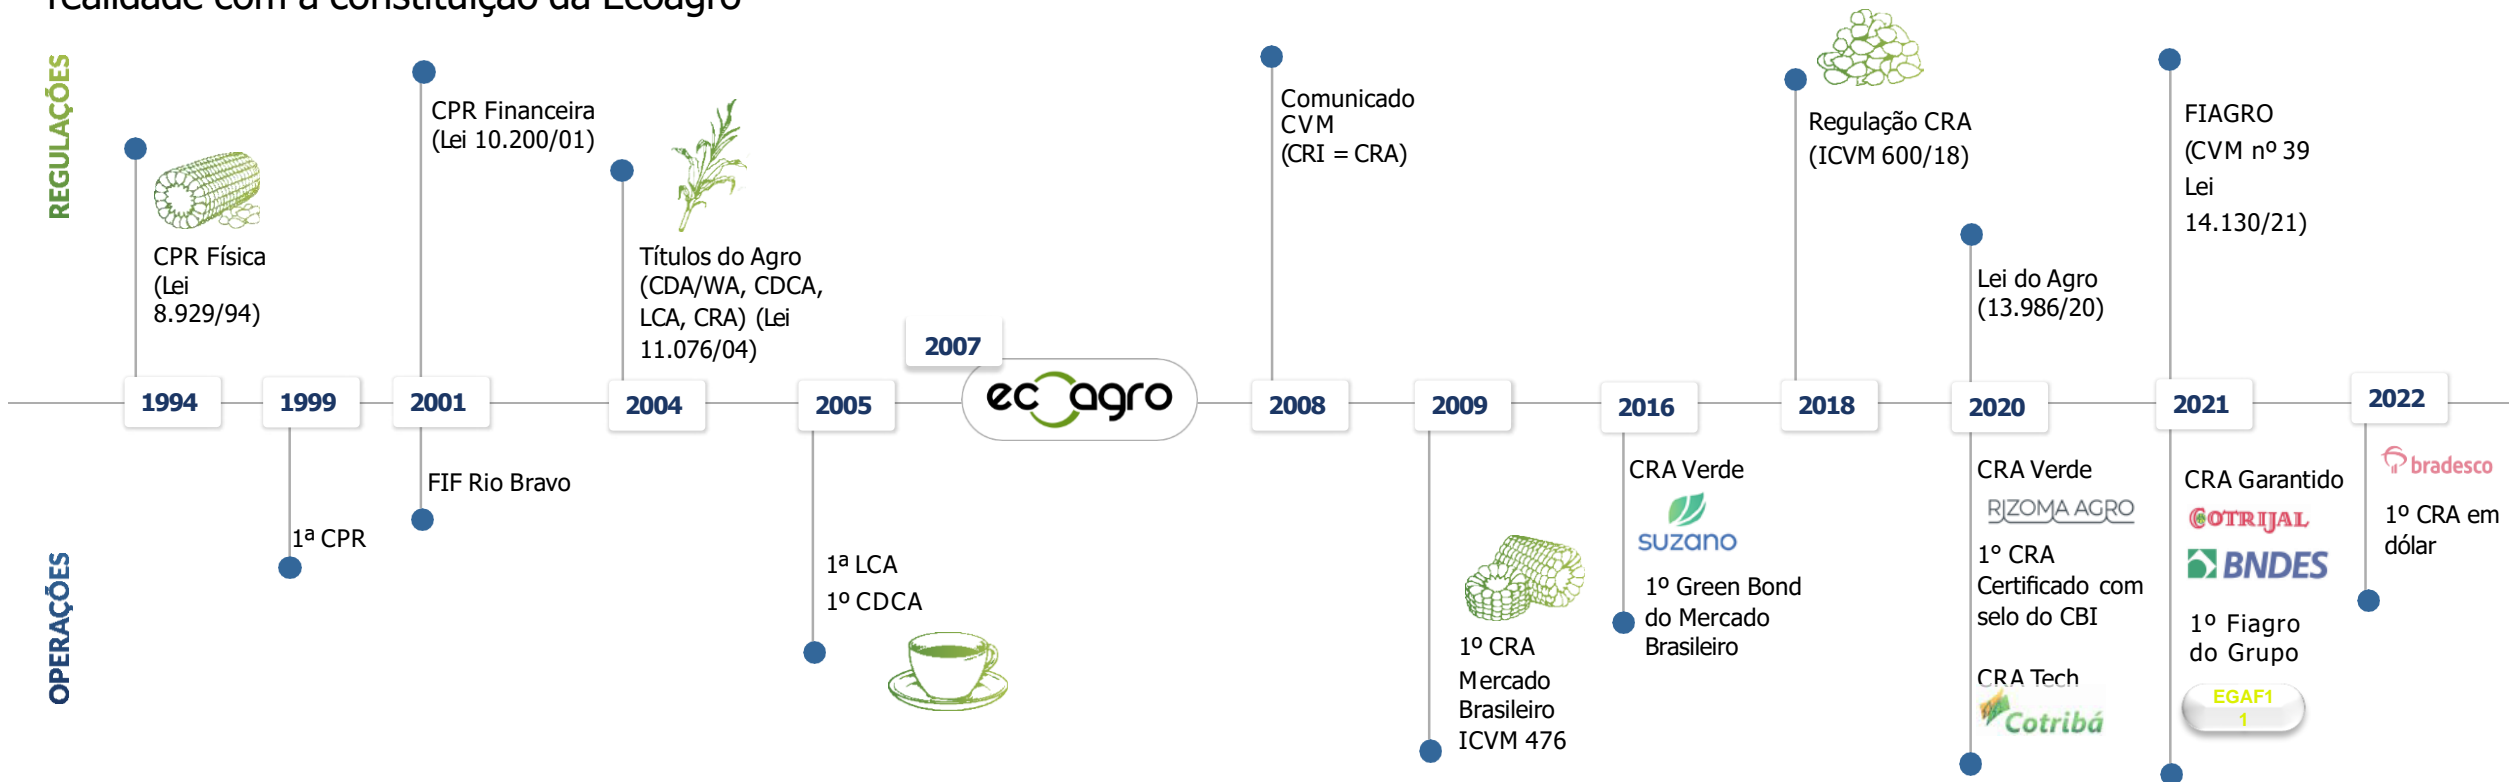 realidade com a constituição da Ecoagro
REGULAÇÕES
CPR Física
(Lei
8.929/94)
CPR Financeira
(Lei 10.200/01)
Títulos do Agro
(CDA/WA, CDCA,
LCA, CRA) (Lei
11.076/04)
Comunicado
CVM
(CRI = CRA)
Regulação CRA
(ICVM 600/18)
Lei do Agro
(13.986/20)
FIAGRO
(CVM nº 39
Lei
14.130/21)
1994
1999
2001
2004
2005
2007
ecoagro
2008
2009
2016
2018
2020
2021
2022
OPERAÇÕES
1ª CPR
FIF Rio Bravo
1ª LCA
1º CDCA
1º CRA
Mercado
Brasileiro
ICVM 476
CRA Verde
suzano
1º Green Bond
do Mercado
Brasileiro
CRA Verde
RIZOMA AGRO
1º CRA
Certificado com
selo do CBI
CRA Tech
Cotribá
CRA Garantido
COTRIJAL
BNDES
1º Fiagro
do Grupo
EGAF1
1
bradesco
1º CRA em
dólar